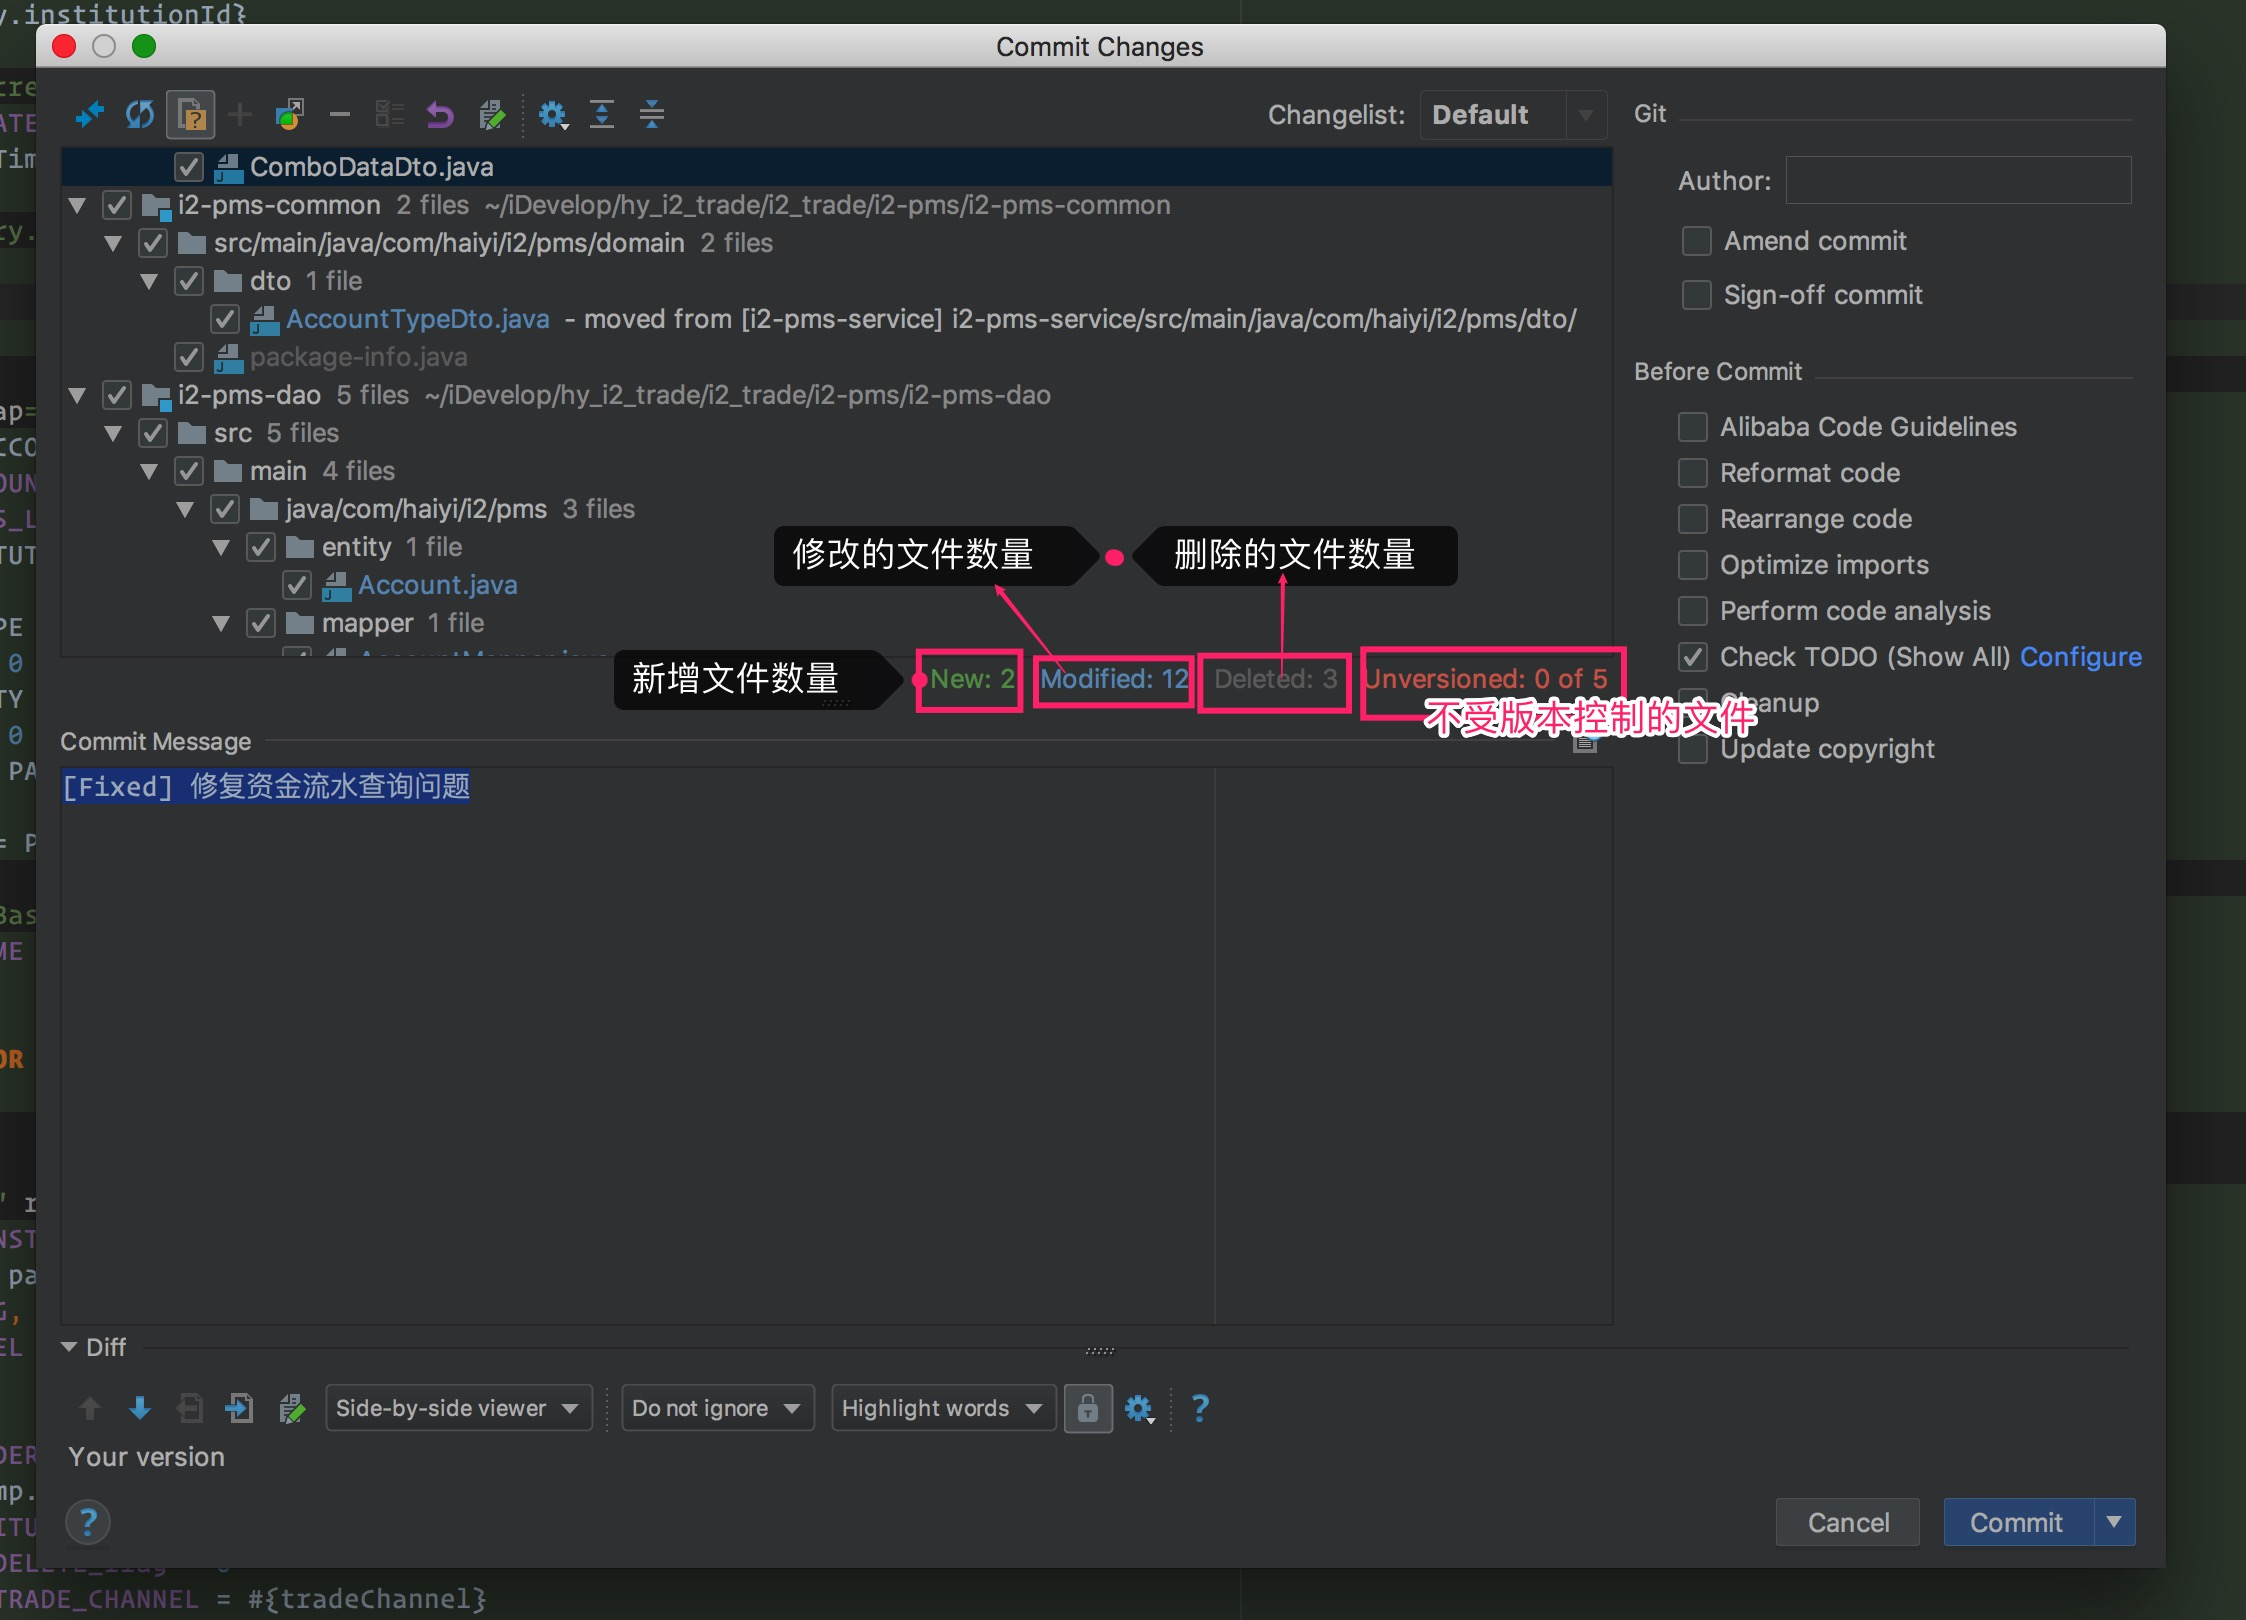 y.institutionId}
Commit Changes
Changelist: Default
Git
ComboDataDto.java
Author:
i2-pms-common 2 files ~/iDevelop/hy_i2_trade/i2_trade/i2-pms/i2-pms-common
src/main/java/com/haiyi/i2/pms/domain 2 files
Amend commit
dto 1 file
Sign-off commit
AccountTypeDto.java - moved from [i2-pms-service] i2-pms-service/src/main/java/com/haiyi/i2/pms/dto/
package-info.java
Before Commit
i2-pms-dao 5 files ~/iDevelop/hy_i2_trade/i2_trade/i2-pms/i2-pms-dao
Alibaba Code Guidelines
src 5 files
main 4 files
Reformat code
java/com/haiyi/i2/pms 3 files
Rearrange code
entity 1 file
修改的文件数量
删除的文件数量
Optimize imports
Account.java
Perform code analysis
mapper 1 file
Check TODO (Show All) Configure
新增文件数量
New: 2
Modified: 12
Deleted: 3
Unversioned: 0 of 5
不受版本控制的文件
eanup
Update copyright
Commit Message
[Fixed] 修复资金流水查询问题
Diff
Side-by-side viewer
Do not ignore
Highlight words
?
Your version
?
Cancel
Commit
TRADE_CHANNEL = #{tradeChannel}